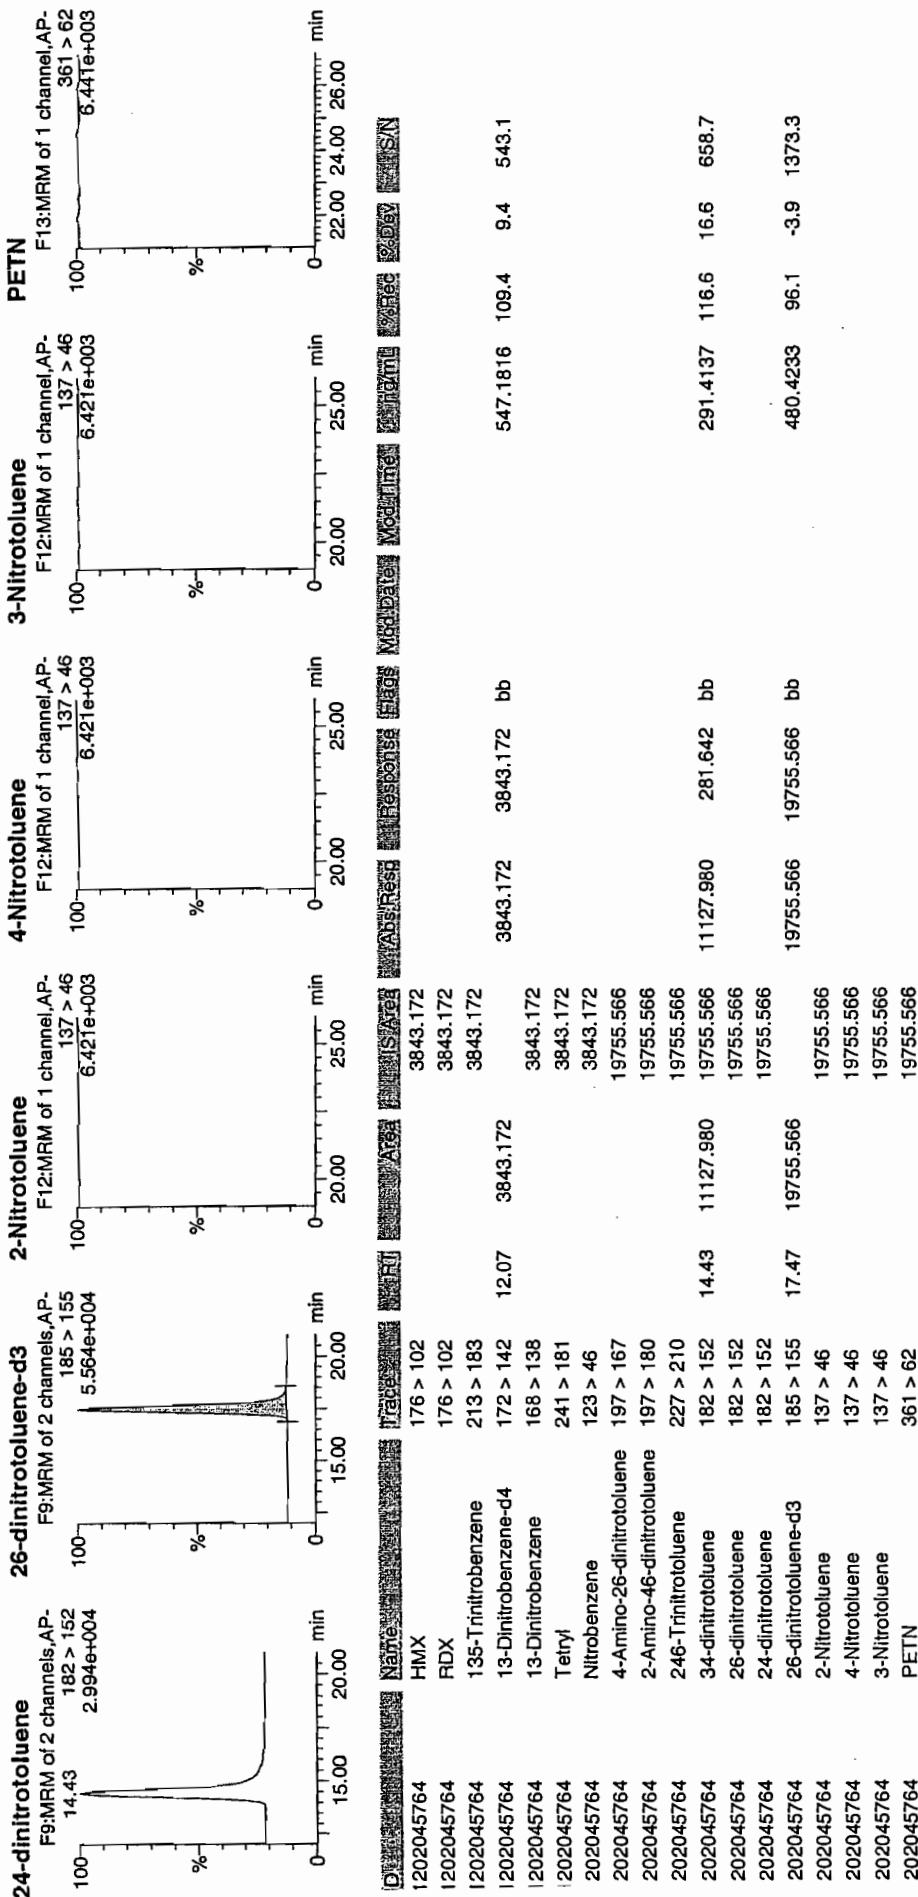 24-dinitrotoluene
F9:MRM of 2 channels,AP-
14.43 182 > 152
2.994e+004
100
%
0
15.00 20.00 min
26-dinitrotoluene-d3
F9:MRM of 2 channels,AP-
185 > 155
5.564e+004
100
%
0
15.00 20.00 min
2-Nitrotoluene
F12:MRM of 1 channel,AP-
137 > 46
6.421e+003
100
%
0
20.00 25.00 min
4-Nitrotoluene
F12:MRM of 1 channel,AP-
137 > 46
6.421e+003
100
%
0
20.00 25.00 min
3-Nitrotoluene
F12:MRM of 1 channel,AP-
137 > 46
6.421e+003
100
%
0
20.00 25.00 min
PETN
F13:MRM of 1 channel,AP-
361 > 62
6.441e+003
100
%
0
22.00 24.00 26.00 min
ID Name Trace RT Area IS Area Abs.Resp Response Flags Mod.Date Mod.Time ng/mL %Rec %Dev S/N
1202045764 HMX 176 > 102 3843.172
1202045764 RDX 176 > 102 3843.172
1202045764 135-Trinitrobenzene 213 > 183 3843.172
1202045764 13-Dinitrobenzene-d4 172 > 142 12.07 3843.172 3843.172 3843.172 bb 547.1816 109.4 9.4 543.1
1202045764 13-Dinitrobenzene 168 > 138 3843.172
1202045764 Tetryl 241 > 181 3843.172
202045764 Nitrobenzene 123 > 46 3843.172
202045764 4-Amino-26-dinitrotoluene 197 > 167 19755.566
202045764 2-Amino-46-dinitrotoluene 197 > 180 19755.566
202045764 246-Trinitrotoluene 227 > 210 19755.566
202045764 34-dinitrotoluene 182 > 152 14.43 11127.980 19755.566 11127.980 281.642 bb 291.4137 116.6 16.6 658.7
202045764 26-dinitrotoluene 182 > 152 19755.566
202045764 24-dinitrotoluene 182 > 152 19755.566
202045764 26-dinitrotoluene-d3 185 > 155 17.47 19755.566 19755.566 19755.566 bb 480.4233 96.1 -3.9 1373.3
202045764 2-Nitrotoluene 137 > 46 19755.566
202045764 4-Nitrotoluene 137 > 46 19755.566
202045764 3-Nitrotoluene 137 > 46 19755.566
202045764 PETN 361 > 62 19755.566